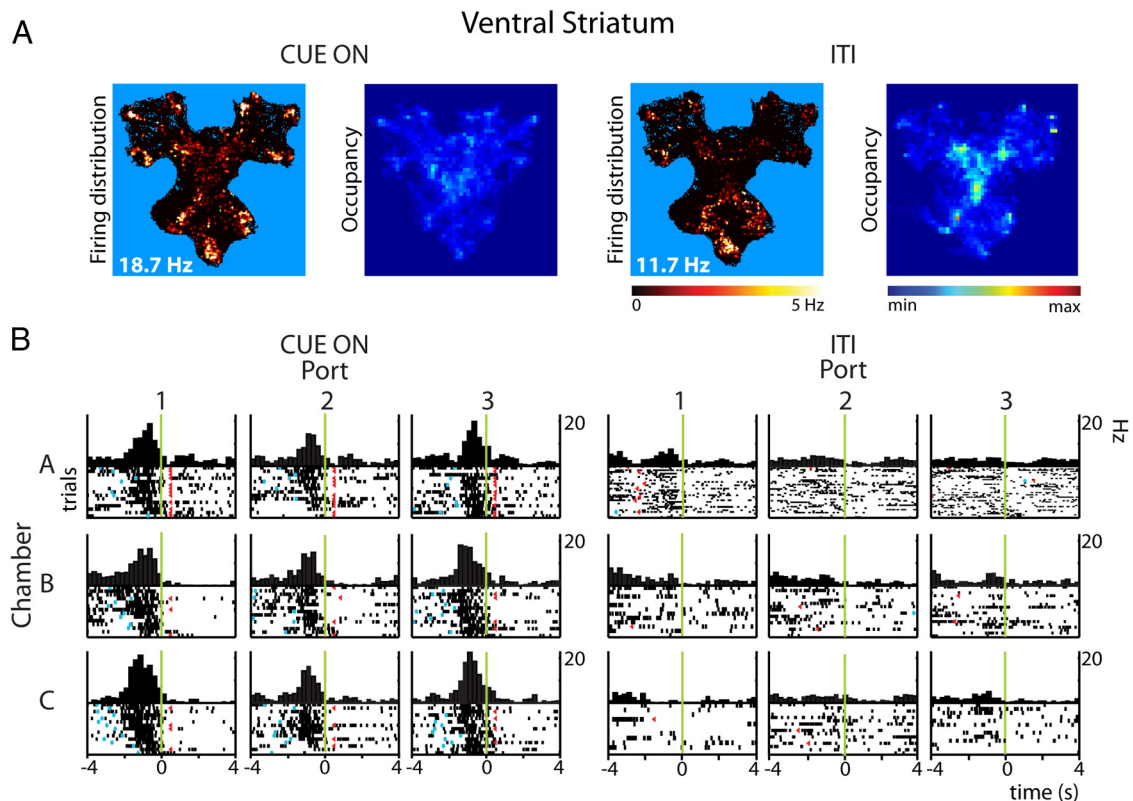 Ventral Striatum
A
CUE ON
ITI
Firing distribution
18.7 Hz
Occupancy
Firing distribution
11.7 Hz
Occupancy
0 5 Hz
min max
B
CUE ON
ITI
Port
Port
1 2 3 1 2 3
A
trials
20
20
Hz
Chamber
B
20
20
C
20
20
-4 0 4 -4 0 4 -4 0 4 -4 0 4 -4 0 4 -4 0 4
time (s)